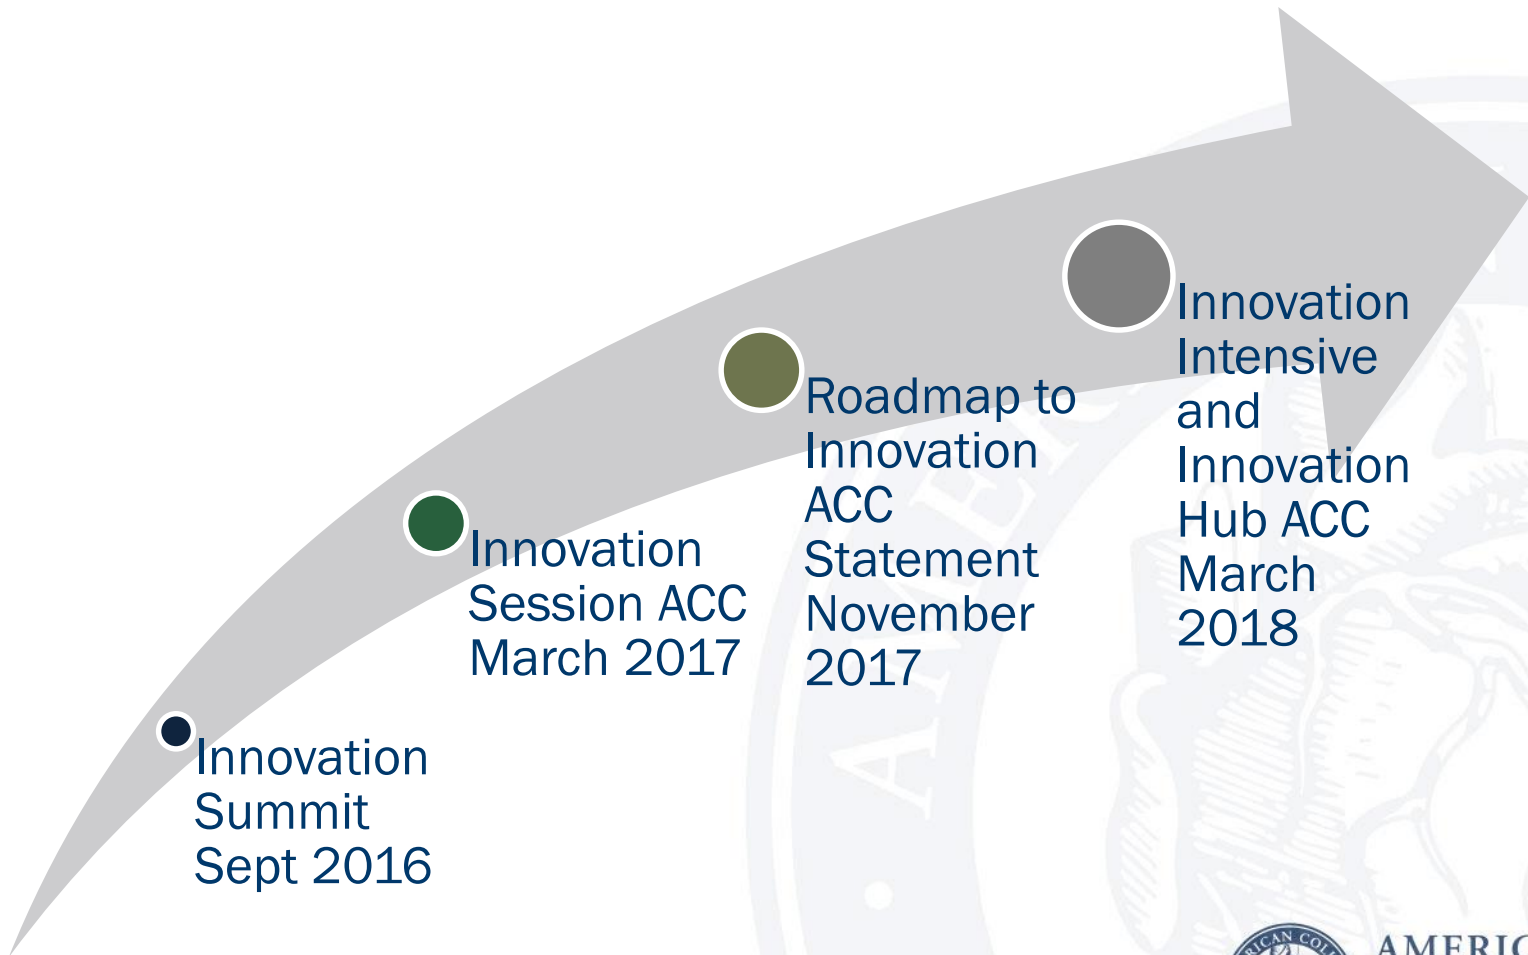 Innovation
Summit
Sept 2016
Innovation
Session ACC
March 2017
Roadmap to
Innovation
ACC
Statement
November
2017
Innovation
Intensive
and
Innovation
Hub ACC
March
2018